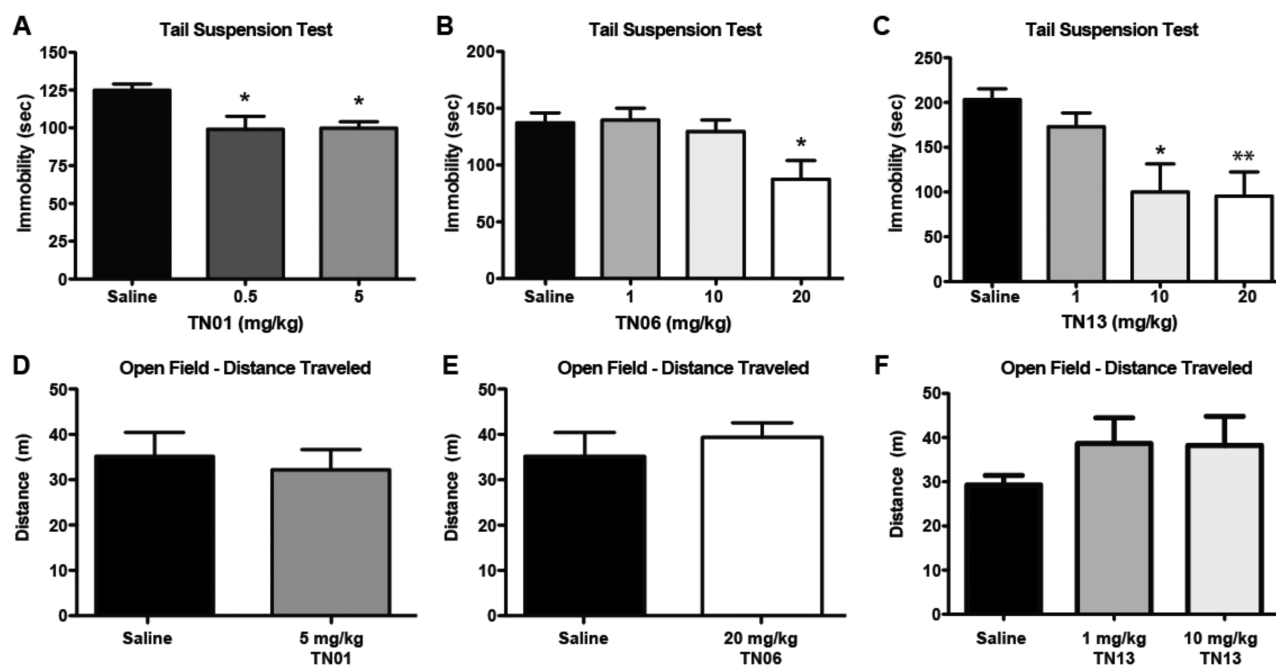 A
Tail Suspension Test
Immobility (sec)
150
125
100
75
50
25
0
*
*
Saline
0.5
5
TN01 (mg/kg)
B
Tail Suspension Test
Immobility (sec)
200
150
100
50
0
*
Saline
1
10
20
TN06 (mg/kg)
C
Tail Suspension Test
Immobility (sec)
250
200
150
100
50
0
*
**
Saline
1
10
20
TN13 (mg/kg)
D
Open Field - Distance Traveled
Distance (m)
50
40
30
20
10
0
Saline
5 mg/kg
TN01
E
Open Field - Distance Traveled
Distance (m)
50
40
30
20
10
0
Saline
20 mg/kg
TN06
F
Open Field - Distance Traveled
Distance (m)
50
40
30
20
10
0
Saline
1 mg/kg
TN13
10 mg/kg
TN13